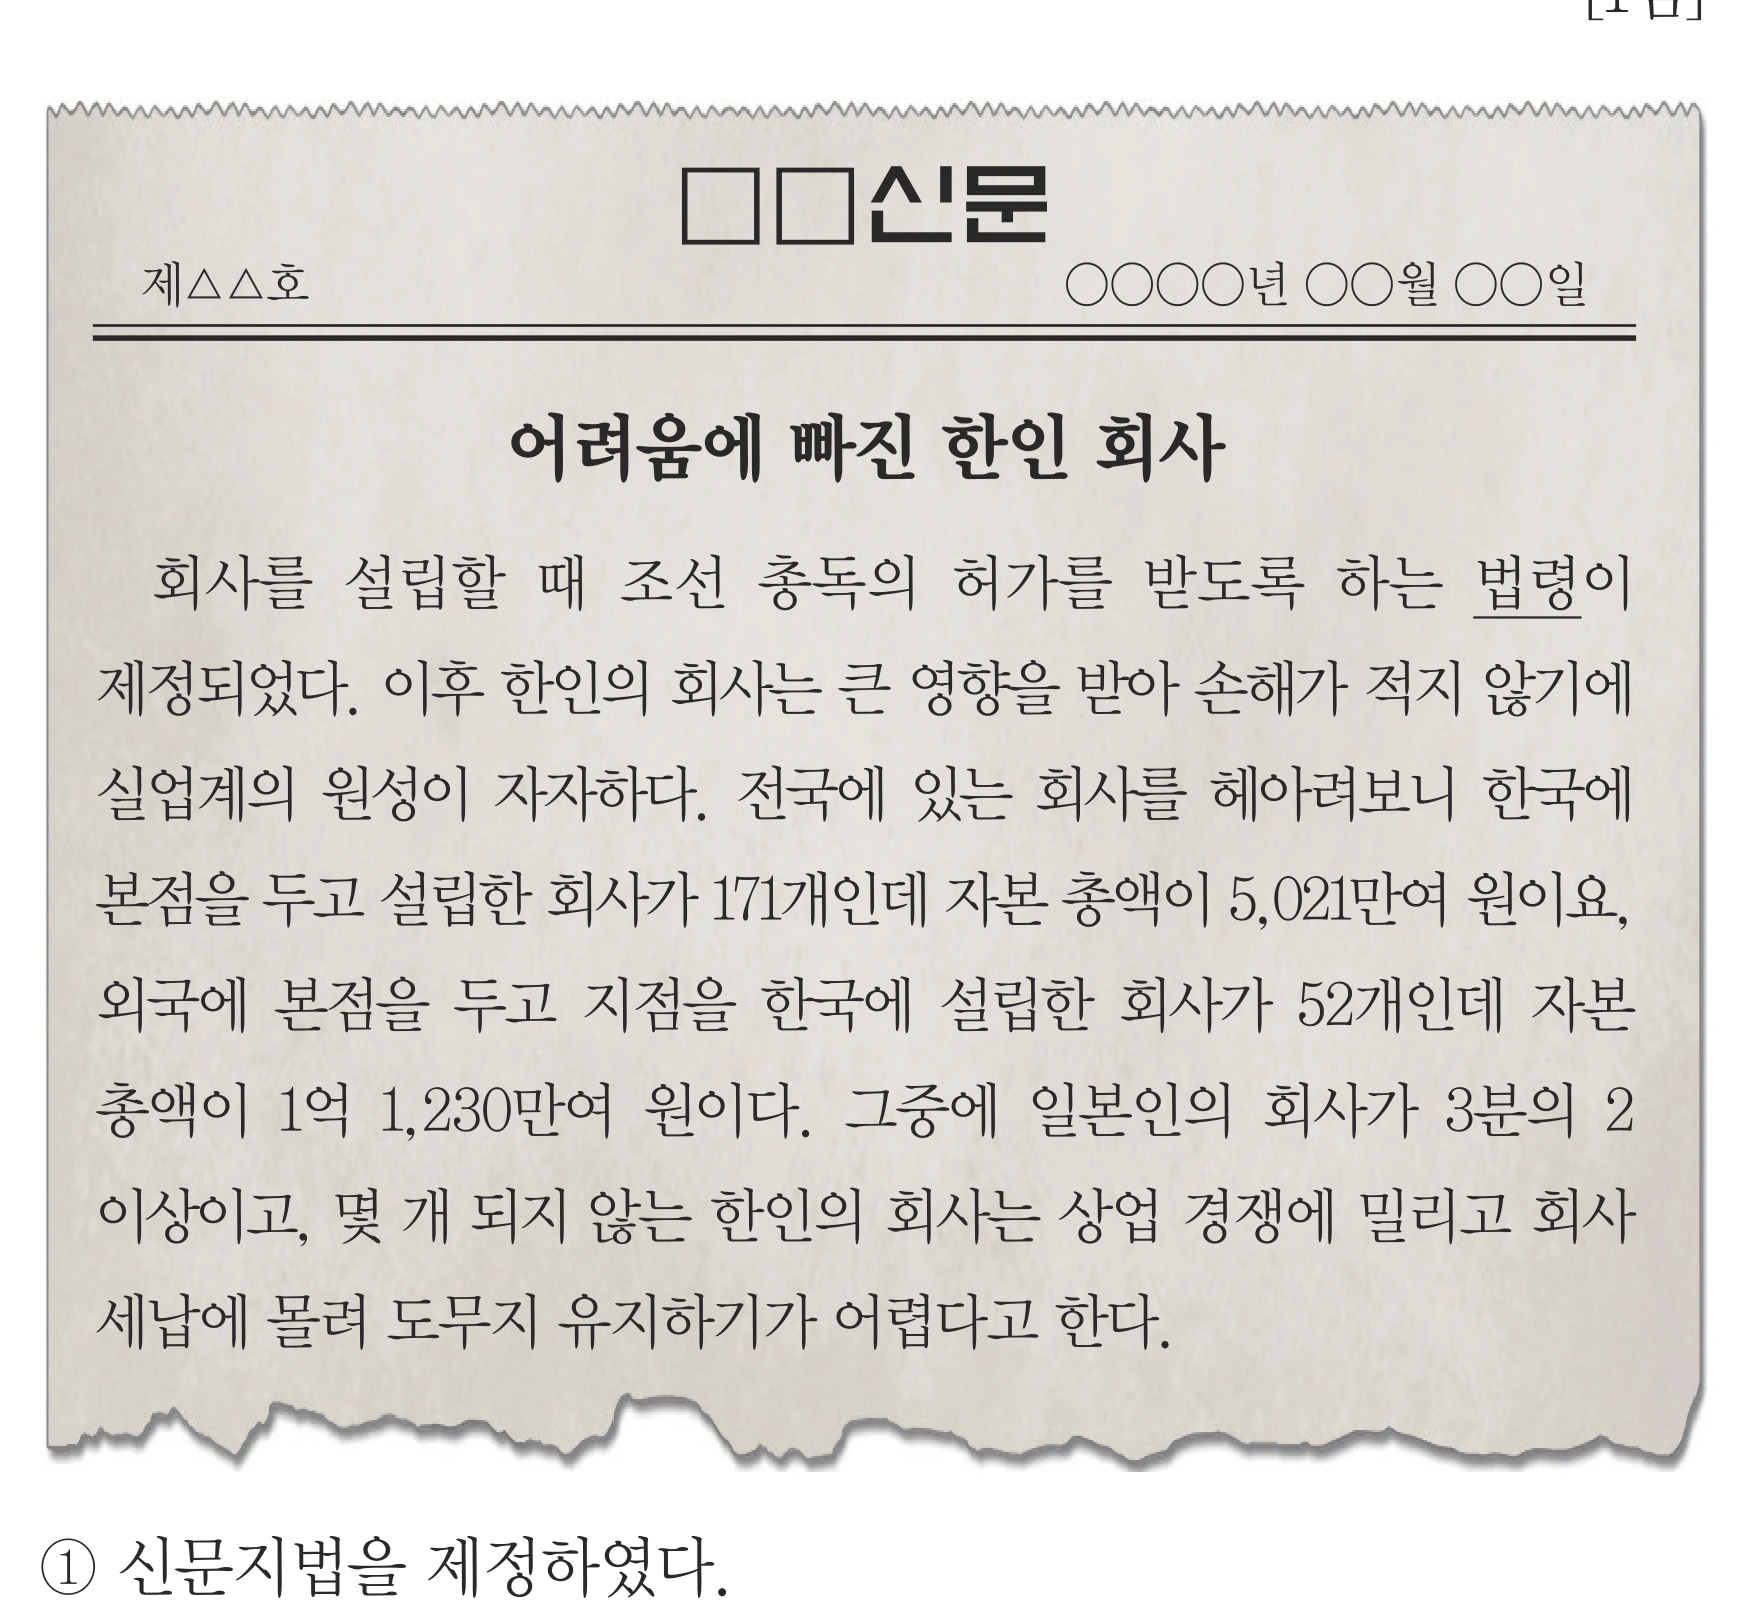 □□신문
제△△호 ○○○○년 ○○월 ○○일
어려움에 빠진 한인 회사
회사를 설립할 때 조선 총독의 허가를 받도록 하는 법령이
제정되었다. 이후 한인의 회사는 큰 영향을 받아 손해가 적지 않기에
실업계의 원성이 자자하다. 전국에 있는 회사를 헤아려보니 한국에
본점을 두고 설립한 회사가 171개인데 자본 총액이 5,021만여 원이요,
외국에 본점을 두고 지점을 한국에 설립한 회사가 52개인데 자본
총액이 1억 1,230만여 원이다. 그중에 일본인의 회사가 3분의 2
이상이고, 몇 개 되지 않는 한인의 회사는 상업 경쟁에 밀리고 회사
세납에 몰려 도무지 유지하기가 어렵다고 한다.
① 신문지법을 제정하였다.